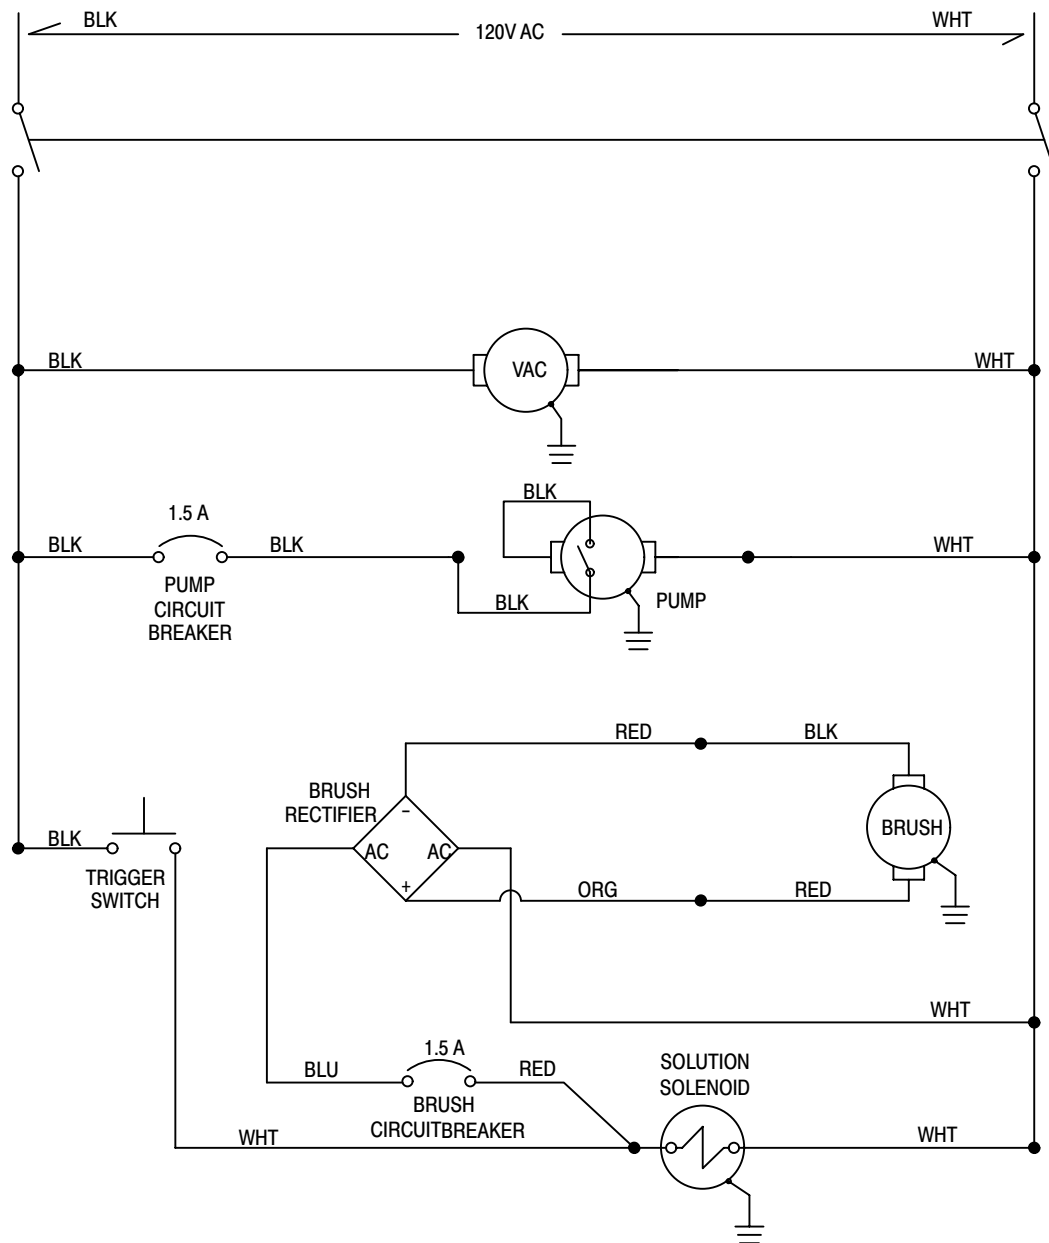 BLK
120V AC
WHT
BLK
VAC
WHT
BLK
1.5 A
BLK
BLK
WHT
PUMP
CIRCUIT
BREAKER
BLK
PUMP
RED
BLK
BRUSH
RECTIFIER
−
BLK
AC
AC
BRUSH
+
TRIGGER
SWITCH
ORG
RED
WHT
1.5 A
BLU
RED
SOLUTION
SOLENOID
BRUSH
CIRCUITBREAKER
WHT
WHT